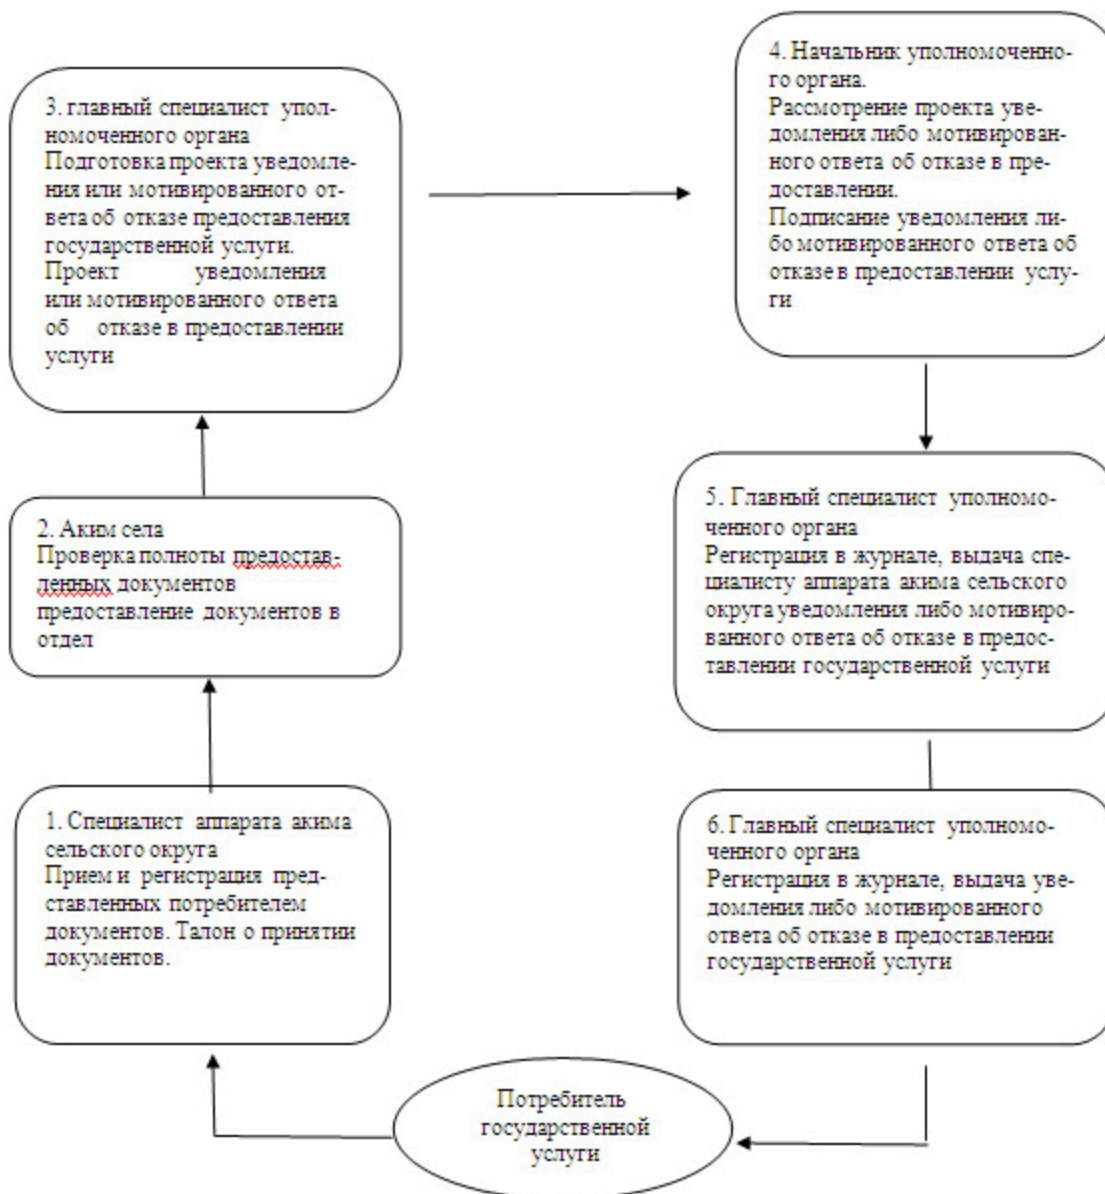 3. главный специалист упол-
номоченного органа
Подготовка проекта уведомле-
ния или мотивированного от-
вета об отказе предоставления
государственной услуги.
Проект уведомления
или мотивированного ответа
об отказе в предоставлении
услуги
4. Начальник уполномоченно-
го органа.
Рассмотрение проекта уве-
домления либо мотивирован-
ного ответа об отказе в пре-
доставлении.
Подписание уведомления ли-
бо мотивированного ответа об
отказе в предоставлении услу-
ги
2. Аким села
Проверка полноты предостав-
ленных документов
предоставление документов в
отдел
5. Главный специалист уполномо-
ченного органа
Регистрация в журнале, выдача спе-
циалисту аппарата акима сельского
округа уведомления либо мотивиро-
ванного ответа об отказе в предос-
тавлении государственной услуги
1. Специалист аппарата акима
сельского округа
Прием и регистрация пред-
ставленных потребителем
документов. Талон о принятии
документов.
6. Главный специалист уполномо-
ченного органа
Регистрация в журнале, выдача уве-
домления либо мотивированного
ответа об отказе в предоставлении
государственной услуги
Потребитель
государственной
услуги